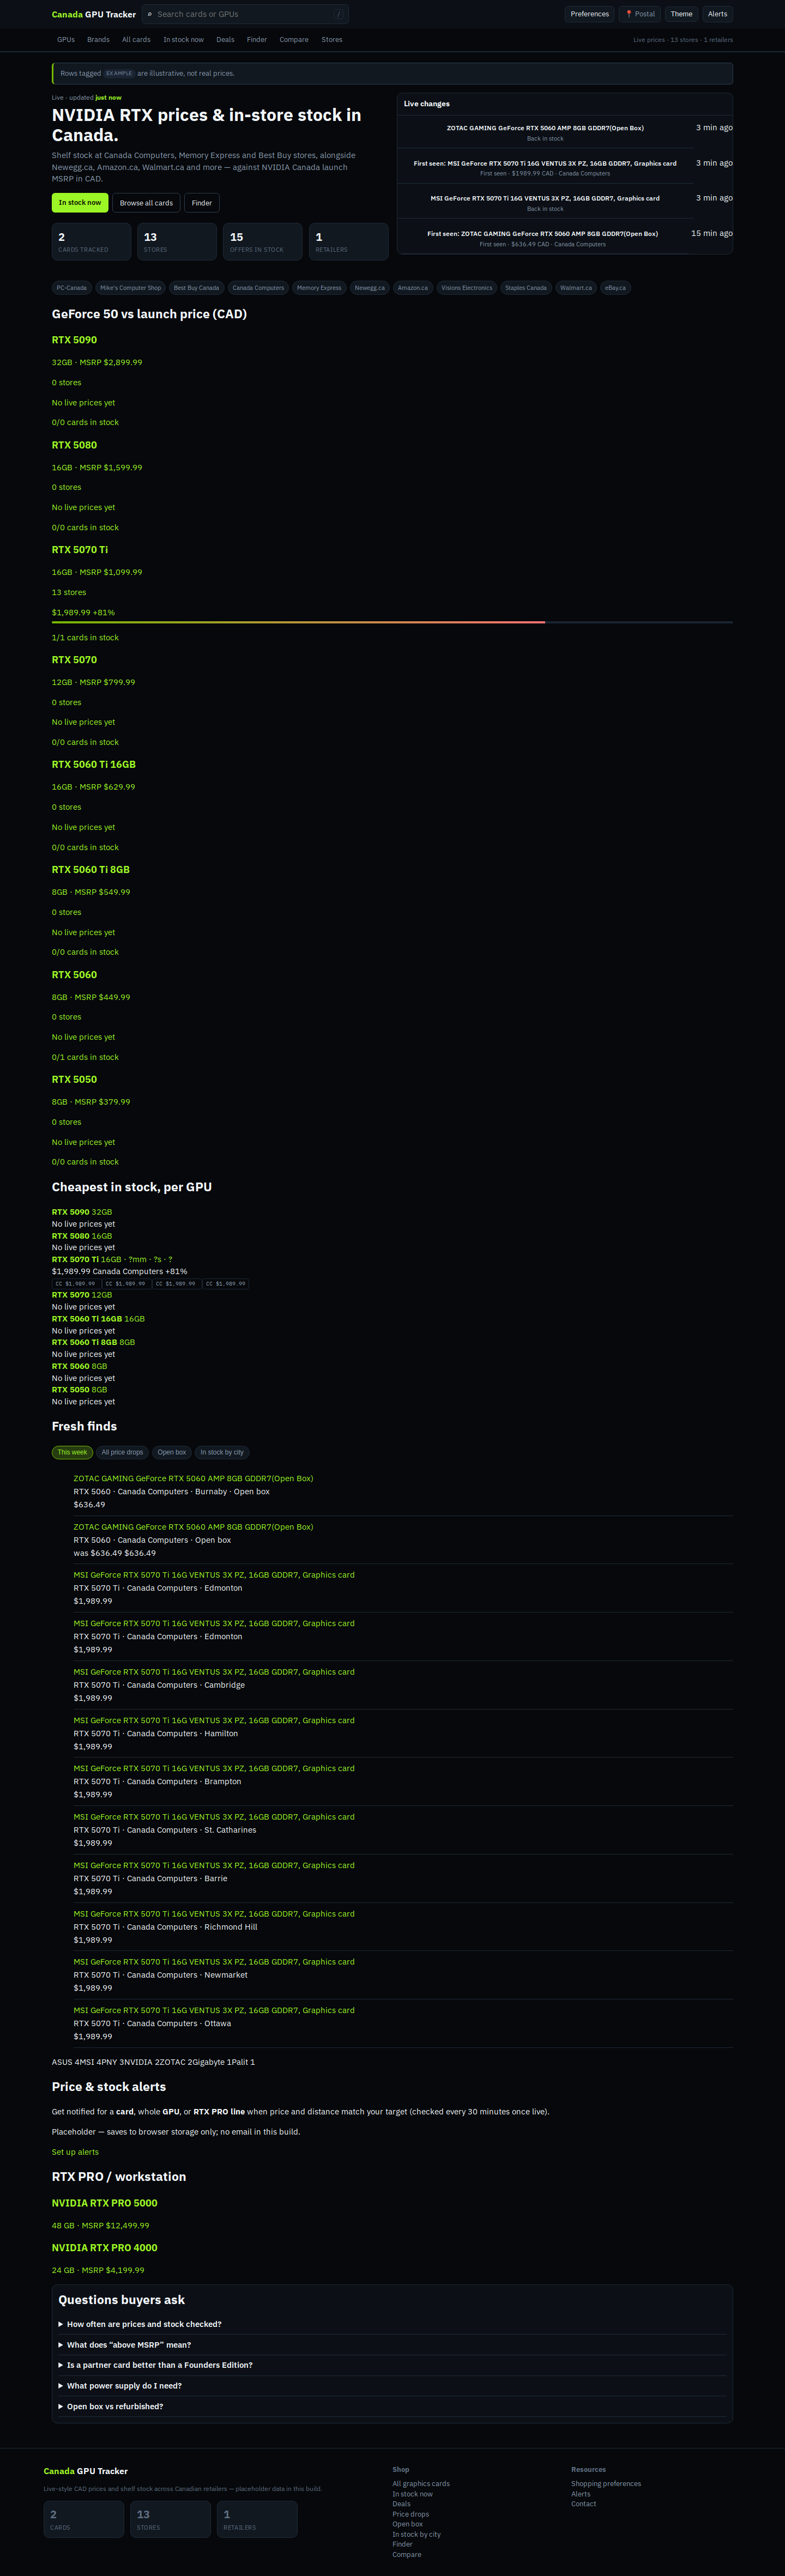 Canada GPU Tracker
Search cards or GPUs
/
Preferences
Postal
Theme
Alerts
GPUs
Brands
All cards
In stock now
Deals
Finder
Compare
Stores
Live prices · 13 stores · 1 retailers
Rows tagged EXAMPLE are illustrative, not real prices.
Live · updated just now
NVIDIA RTX prices & in-store stock in
Canada.
Shelf stock at Canada Computers, Memory Express and Best Buy stores, alongside
Newegg.ca, Amazon.ca, Walmart.ca and more — against NVIDIA Canada launch
MSRP in CAD.
In stock now
Browse all cards
Finder
2
CARDS TRACKED
13
STORES
15
OFFERS IN STOCK
1
RETAILERS
Live changes
ZOTAC GAMING GeForce RTX 5060 AMP 8GB GDDR7(Open Box)
Back in stock
3 min ago
First seen: MSI GeForce RTX 5070 Ti 16G VENTUS 3X PZ, 16GB GDDR7, Graphics card
First seen · $1989.99 CAD · Canada Computers
3 min ago
MSI GeForce RTX 5070 Ti 16G VENTUS 3X PZ, 16GB GDDR7, Graphics card
Back in stock
3 min ago
First seen: ZOTAC GAMING GeForce RTX 5060 AMP 8GB GDDR7(Open Box)
First seen · $636.49 CAD · Canada Computers
15 min ago
PC-Canada
Mike's Computer Shop
Best Buy Canada
Canada Computers
Memory Express
Newegg.ca
Amazon.ca
Visions Electronics
Staples Canada
Walmart.ca
eBay.ca
GeForce 50 vs launch price (CAD)
RTX 5090
32GB · MSRP $2,899.99
0 stores
No live prices yet
0/0 cards in stock
RTX 5080
16GB · MSRP $1,599.99
0 stores
No live prices yet
0/0 cards in stock
RTX 5070 Ti
16GB · MSRP $1,099.99
13 stores
$1,989.99 +81%
1/1 cards in stock
RTX 5070
12GB · MSRP $799.99
0 stores
No live prices yet
0/0 cards in stock
RTX 5060 Ti 16GB
16GB · MSRP $629.99
0 stores
No live prices yet
0/0 cards in stock
RTX 5060 Ti 8GB
8GB · MSRP $549.99
0 stores
No live prices yet
0/0 cards in stock
RTX 5060
8GB · MSRP $449.99
0 stores
No live prices yet
0/1 cards in stock
RTX 5050
8GB · MSRP $379.99
0 stores
No live prices yet
0/0 cards in stock
Cheapest in stock, per GPU
RTX 5090 32GB
No live prices yet
RTX 5080 16GB
No live prices yet
RTX 5070 Ti 16GB · ?mm · ?s · ?
$1,989.99 Canada Computers +81%
CC $1,989.99 CC $1,989.99 CC $1,989.99 CC $1,989.99
RTX 5070 12GB
No live prices yet
RTX 5060 Ti 16GB 16GB
No live prices yet
RTX 5060 Ti 8GB 8GB
No live prices yet
RTX 5060 8GB
No live prices yet
RTX 5050 8GB
No live prices yet
Fresh finds
This week
All price drops
Open box
In stock by city
ZOTAC GAMING GeForce RTX 5060 AMP 8GB GDDR7(Open Box)
RTX 5060 · Canada Computers · Burnaby · Open box
$636.49
ZOTAC GAMING GeForce RTX 5060 AMP 8GB GDDR7(Open Box)
RTX 5060 · Canada Computers · Open box
was $636.49 $636.49
MSI GeForce RTX 5070 Ti 16G VENTUS 3X PZ, 16GB GDDR7, Graphics card
RTX 5070 Ti · Canada Computers · Edmonton
$1,989.99
MSI GeForce RTX 5070 Ti 16G VENTUS 3X PZ, 16GB GDDR7, Graphics card
RTX 5070 Ti · Canada Computers · Edmonton
$1,989.99
MSI GeForce RTX 5070 Ti 16G VENTUS 3X PZ, 16GB GDDR7, Graphics card
RTX 5070 Ti · Canada Computers · Cambridge
$1,989.99
MSI GeForce RTX 5070 Ti 16G VENTUS 3X PZ, 16GB GDDR7, Graphics card
RTX 5070 Ti · Canada Computers · Hamilton
$1,989.99
MSI GeForce RTX 5070 Ti 16G VENTUS 3X PZ, 16GB GDDR7, Graphics card
RTX 5070 Ti · Canada Computers · Brampton
$1,989.99
MSI GeForce RTX 5070 Ti 16G VENTUS 3X PZ, 16GB GDDR7, Graphics card
RTX 5070 Ti · Canada Computers · St. Catharines
$1,989.99
MSI GeForce RTX 5070 Ti 16G VENTUS 3X PZ, 16GB GDDR7, Graphics card
RTX 5070 Ti · Canada Computers · Barrie
$1,989.99
MSI GeForce RTX 5070 Ti 16G VENTUS 3X PZ, 16GB GDDR7, Graphics card
RTX 5070 Ti · Canada Computers · Richmond Hill
$1,989.99
MSI GeForce RTX 5070 Ti 16G VENTUS 3X PZ, 16GB GDDR7, Graphics card
RTX 5070 Ti · Canada Computers · Newmarket
$1,989.99
MSI GeForce RTX 5070 Ti 16G VENTUS 3X PZ, 16GB GDDR7, Graphics card
RTX 5070 Ti · Canada Computers · Ottawa
$1,989.99
ASUS 4MSI 4PNY 3NVIDIA 2ZOTAC 2Gigabyte 1Palit 1
Price & stock alerts
Get notified for a card, whole GPU, or RTX PRO line when price and distance match your target (checked every 30 minutes once live).
Placeholder — saves to browser storage only; no email in this build.
Set up alerts
RTX PRO / workstation
NVIDIA RTX PRO 5000
48 GB · MSRP $12,499.99
NVIDIA RTX PRO 4000
24 GB · MSRP $4,199.99
Questions buyers ask
How often are prices and stock checked?
What does “above MSRP” mean?
Is a partner card better than a Founders Edition?
What power supply do I need?
Open box vs refurbished?
Canada GPU Tracker
Live-style CAD prices and shelf stock across Canadian retailers — placeholder data in this build.
2
CARDS
13
STORES
1
RETAILERS
Shop
All graphics cards
In stock now
Deals
Price drops
Open box
In stock by city
Finder
Compare
Resources
Shopping preferences
Alerts
Contact